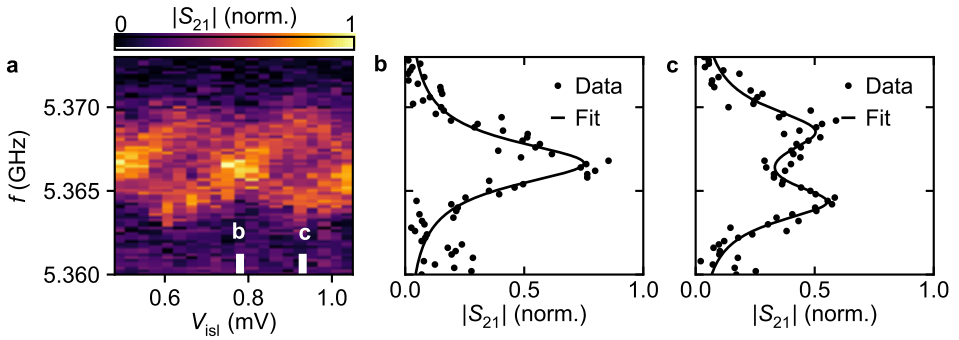 |S21| (norm.)
0 1
a
5.370
5.365
5.360
f (GHz)
b c
0.6 0.8 1.0
Visl (mV)
b
Data
Fit
0.0 0.5 1.0
|S21| (norm.)
c
Data
Fit
0.0 0.5 1.0
|S21| (norm.)